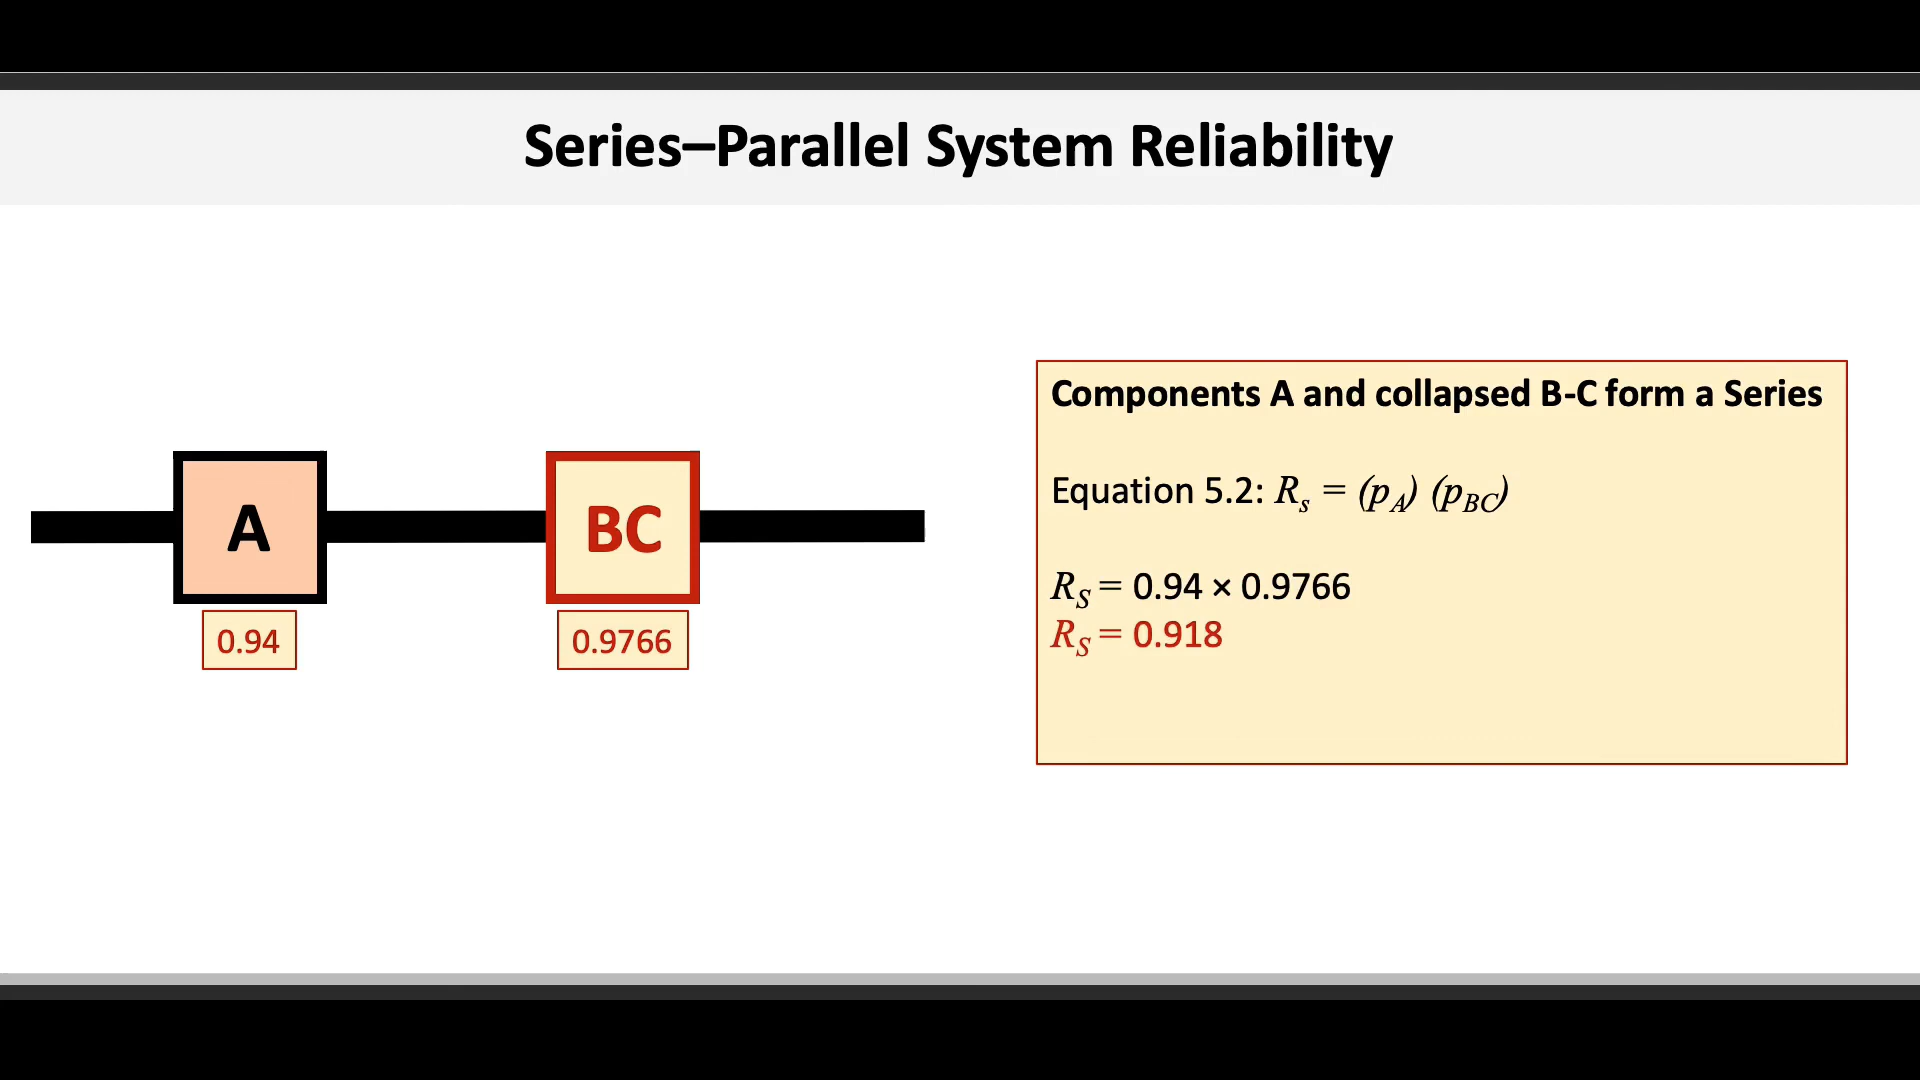 Series–Parallel System Reliability
A
BC
0.94
0.9766
Components A and collapsed B-C form a Series
Equation 5.2: Rs = (pA) (pBC)
RS = 0.94 × 0.9766
RS = 0.918